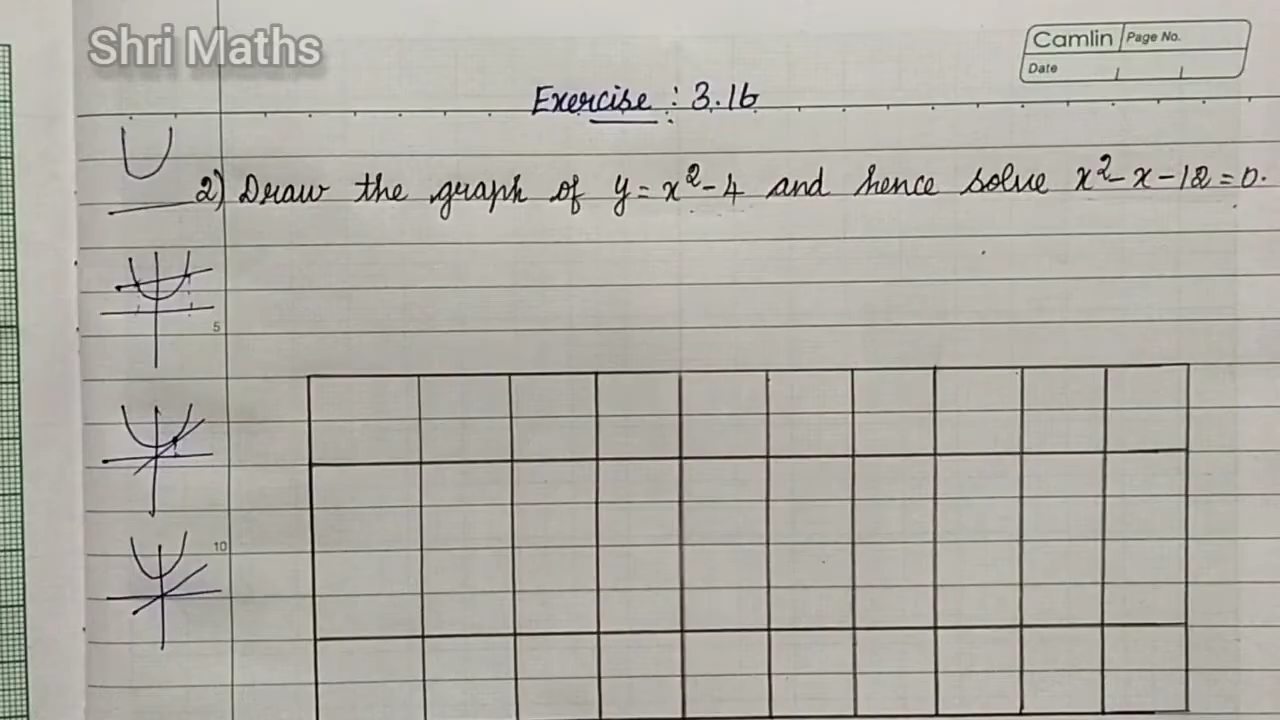 Shri Maths
Camlin Page No.
Date
Exercise : 3.16
2) Draw the graph of y = x² - 4 and hence solve x² - x - 12 = 0.
5
10